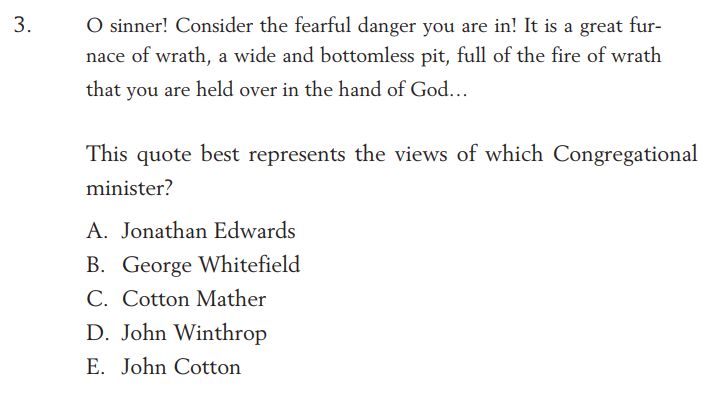 3. O sinner! Consider the fearful danger you are in! It is a great fur-
nace of wrath, a wide and bottomless pit, full of the fire of wrath
that you are held over in the hand of God…
This quote best represents the views of which Congregational
minister?
A. Jonathan Edwards
B. George Whitefield
C. Cotton Mather
D. John Winthrop
E. John Cotton